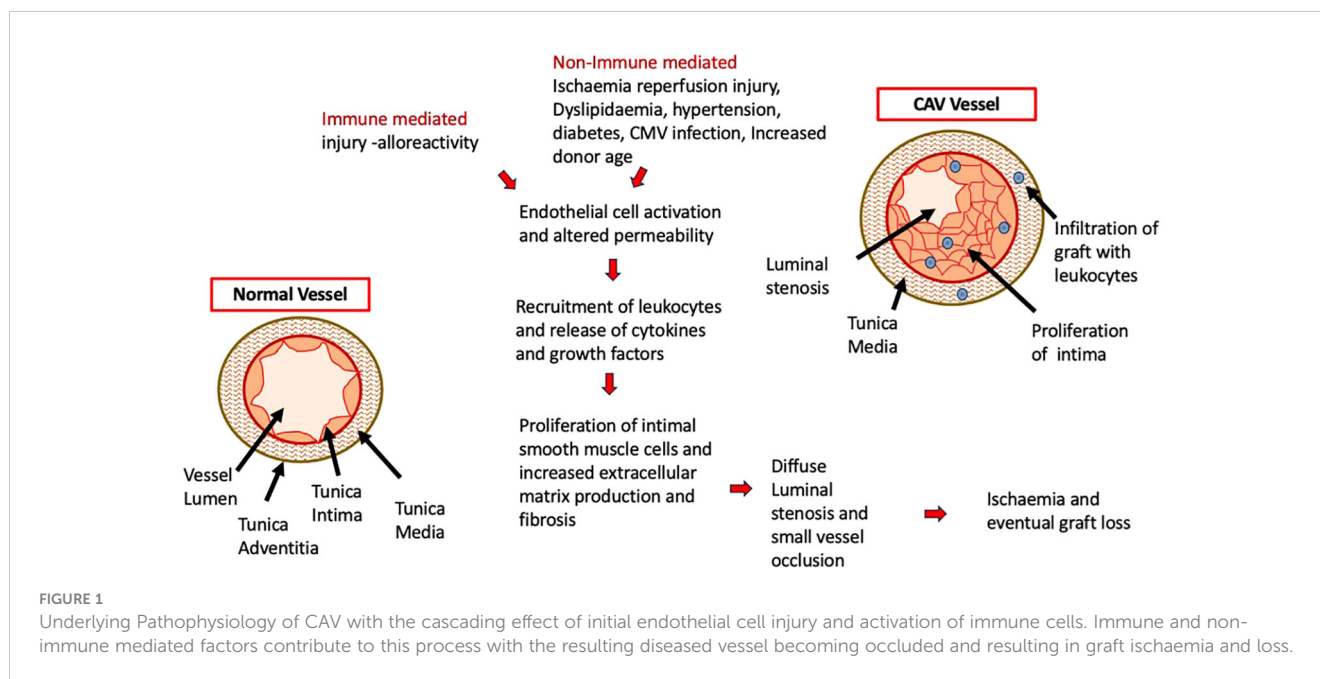 Non-Immune mediated
Ischaemia reperfusion injury,
Dyslipidaemia, hypertension,
diabetes, CMV infection, Increased
donor age
Immune mediated
injury -alloreactivity
CAV Vessel
Endothelial cell activation
and altered permeability
Infiltration of
graft with
leukocytes
Luminal
stenosis
Normal Vessel
Recruitment of leukocytes
and release of cytokines
and growth factors
Tunica
Media
Proliferation
of intima
Proliferation of intimal
smooth muscle cells and
increased extracellular
matrix production and
fibrosis
Vessel
Lumen
Tunica
Adventitia
Tunica
Intima
Tunica
Media
Diffuse
Luminal
stenosis and
small vessel
occlusion
Ischaemia and
eventual graft loss
FIGURE 1
Underlying Pathophysiology of CAV with the cascading effect of initial endothelial cell injury and activation of immune cells. Immune and non-
immune mediated factors contribute to this process with the resulting diseased vessel becoming occluded and resulting in graft ischaemia and loss.